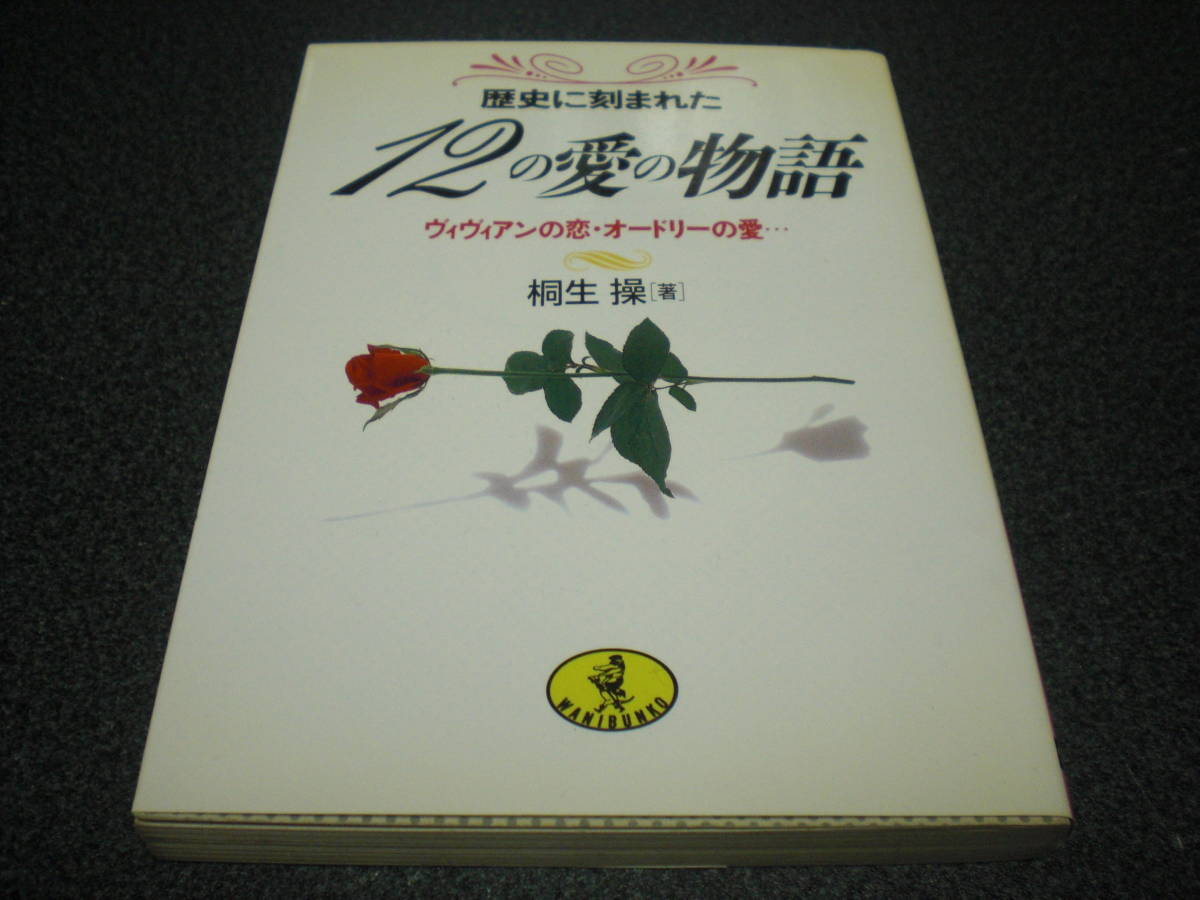 歴史に刻まれた
12の愛の物語
ヴィヴィアンの恋・オードリーの愛…
桐生 操[著]
WANIBUNKO